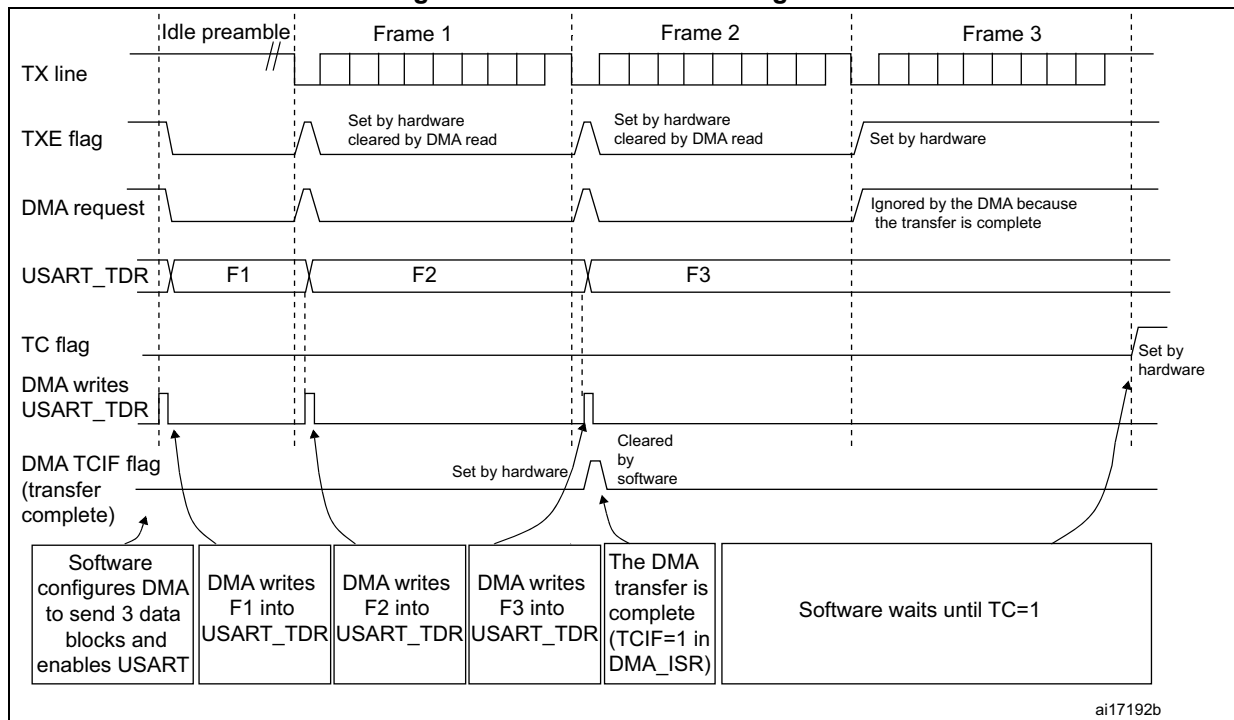 Idle preamble
Frame 1
Frame 2
Frame 3
TX line
TXE flag
Set by hardware
cleared by DMA read
Set by hardware
cleared by DMA read
Set by hardware
DMA request
Ignored by the DMA because
the transfer is complete
USART_TDR
F1
F2
F3
TC flag
Set by
hardware
DMA writes
USART_TDR
DMA TCIF flag
(transfer
complete)
Set by hardware
Cleared
by
software
Software
configures DMA
to send 3 data
blocks and
enables USART
DMA writes
F1 into
USART_TDR
DMA writes
F2 into
USART_TDR
DMA writes
F3 into
USART_TDR
The DMA
transfer is
complete
(TCIF=1 in
DMA_ISR)
Software waits until TC=1
ai17192b